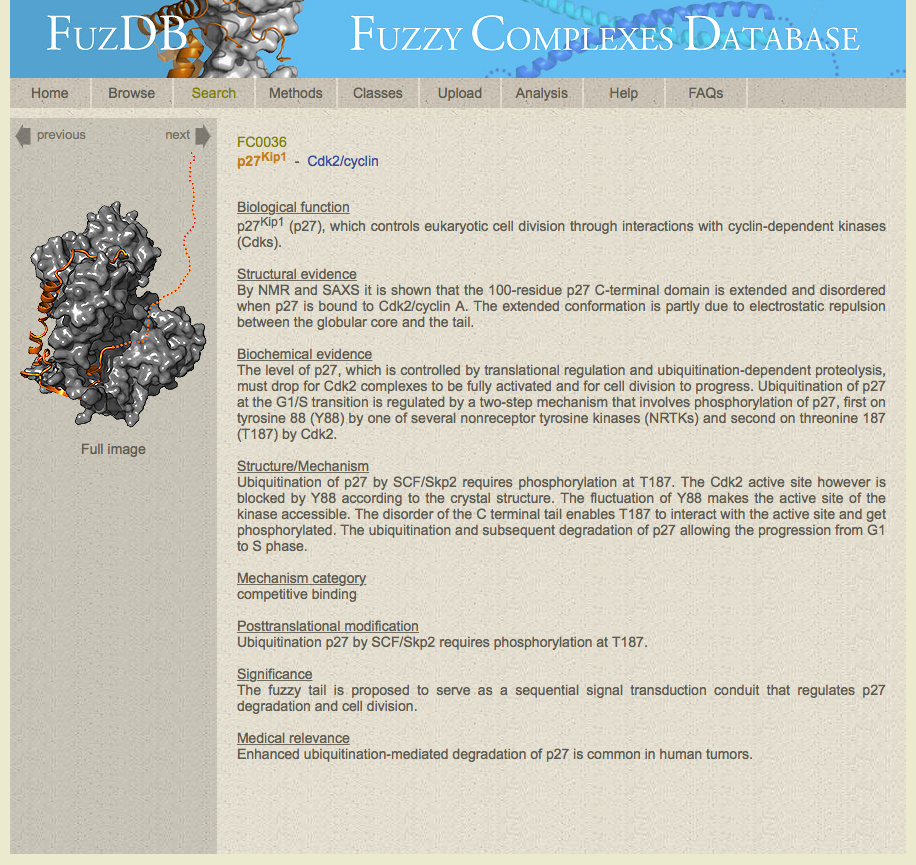 FuzDB Fuzzy Complexes Database
Home Browse Search Methods Classes Upload Analysis Help FAQs
previous next
Full image
FC0036
p27Kip1 - Cdk2/cyclin
Biological function
p27Kip1 (p27), which controls eukaryotic cell division through interactions with cyclin-dependent kinases
(Cdks).
Structural evidence
By NMR and SAXS it is shown that the 100-residue p27 C-terminal domain is extended and disordered
when p27 is bound to Cdk2/cyclin A. The extended conformation is partly due to electrostatic repulsion
between the globular core and the tail.
Biochemical evidence
The level of p27, which is controlled by translational regulation and ubiquitination-dependent proteolysis,
must drop for Cdk2 complexes to be fully activated and for cell division to progress. Ubiquitination of p27
at the G1/S transition is regulated by a two-step mechanism that involves phosphorylation of p27, first on
tyrosine 88 (Y88) by one of several nonreceptor tyrosine kinases (NRTKs) and second on threonine 187
(T187) by Cdk2.
Structure/Mechanism
Ubiquitination of p27 by SCF/Skp2 requires phosphorylation at T187. The Cdk2 active site however is
blocked by Y88 according to the crystal structure. The fluctuation of Y88 makes the active site of the
kinase accessible. The disorder of the C terminal tail enables T187 to interact with the active site and get
phosphorylated. The ubiquitination and subsequent degradation of p27 allowing the progression from G1
to S phase.
Mechanism category
competitive binding
Posttranslational modification
Ubiquitination p27 by SCF/Skp2 requires phosphorylation at T187.
Significance
The fuzzy tail is proposed to serve as a sequential signal transduction conduit that regulates p27
degradation and cell division.
Medical relevance
Enhanced ubiquitination-mediated degradation of p27 is common in human tumors.